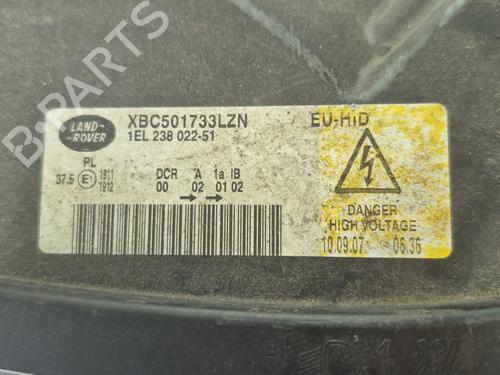 B-PARTS
LAND-
ROVER
XBC501733LZN
1EL 238 022-51
EU-HiD
PL
37.5 E1 1911
1912
DCR A 1a IB
00 02 01 02
DANGER
HIGH VOLTAGE
10.09.07 06.36